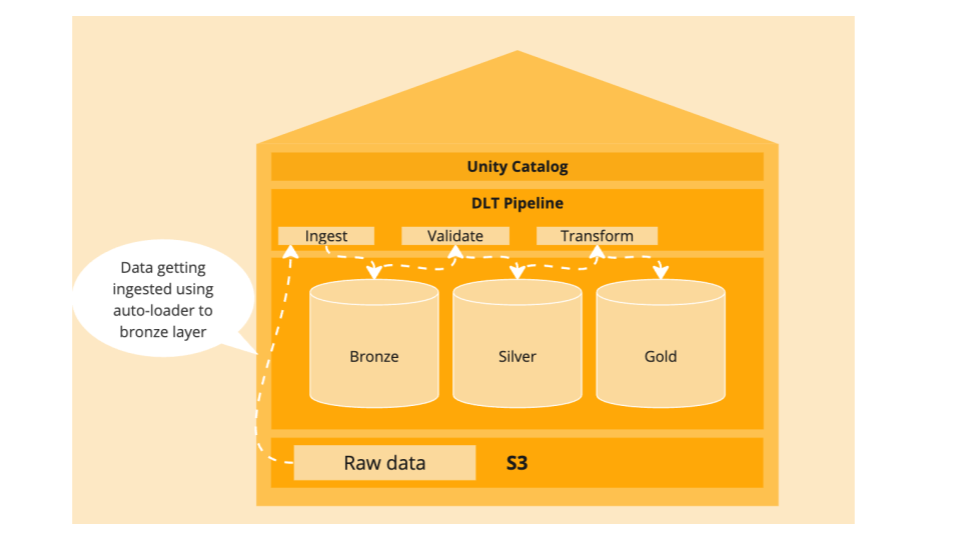 Unity Catalog
DLT Pipeline
Ingest
Validate
Transform
Data getting
ingested using
auto-loader to
bronze layer
Bronze
Silver
Gold
Raw data
S3